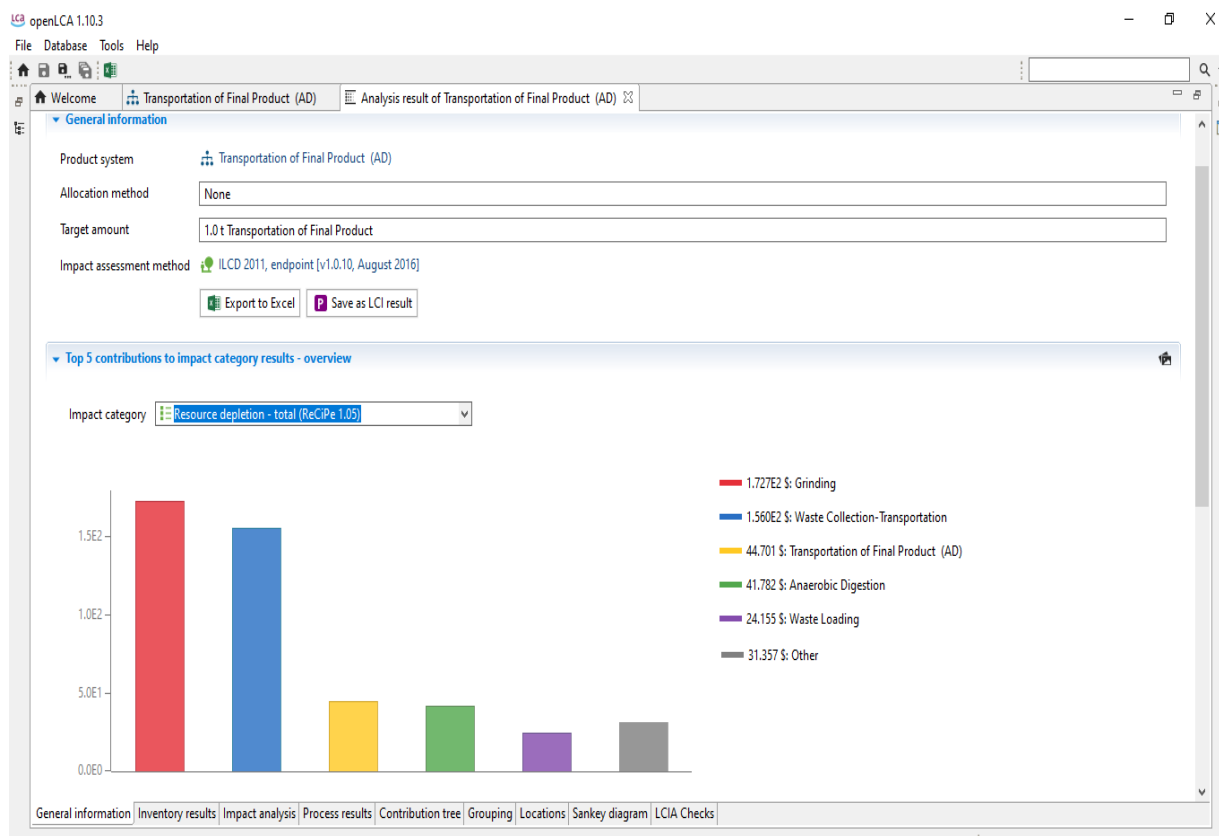 LCA openLCA 1.10.3
File Database Tools Help
Welcome Transportation of Final Product (AD) Analysis result of Transportation of Final Product (AD)
General information
Product system Transportation of Final Product (AD)
Allocation method None
Target amount 1.0 t Transportation of Final Product
Impact assessment method ILCD 2011, endpoint [v1.0.10, August 2016]
Export to Excel P Save as LCI result
Top 5 contributions to impact category results - overview
Impact category Resource depletion - total (ReCiPe 1.05)
1.727E2 $: Grinding
1.560E2 $: Waste Collection-Transportation
44.701 $: Transportation of Final Product (AD)
41.782 $: Anaerobic Digestion
24.155 $: Waste Loading
31.357 $: Other
1.5E2
1.0E2
5.0E1
0.0E0
General information Inventory results Impact analysis Process results Contribution tree Grouping Locations Sankey diagram LCIA Checks